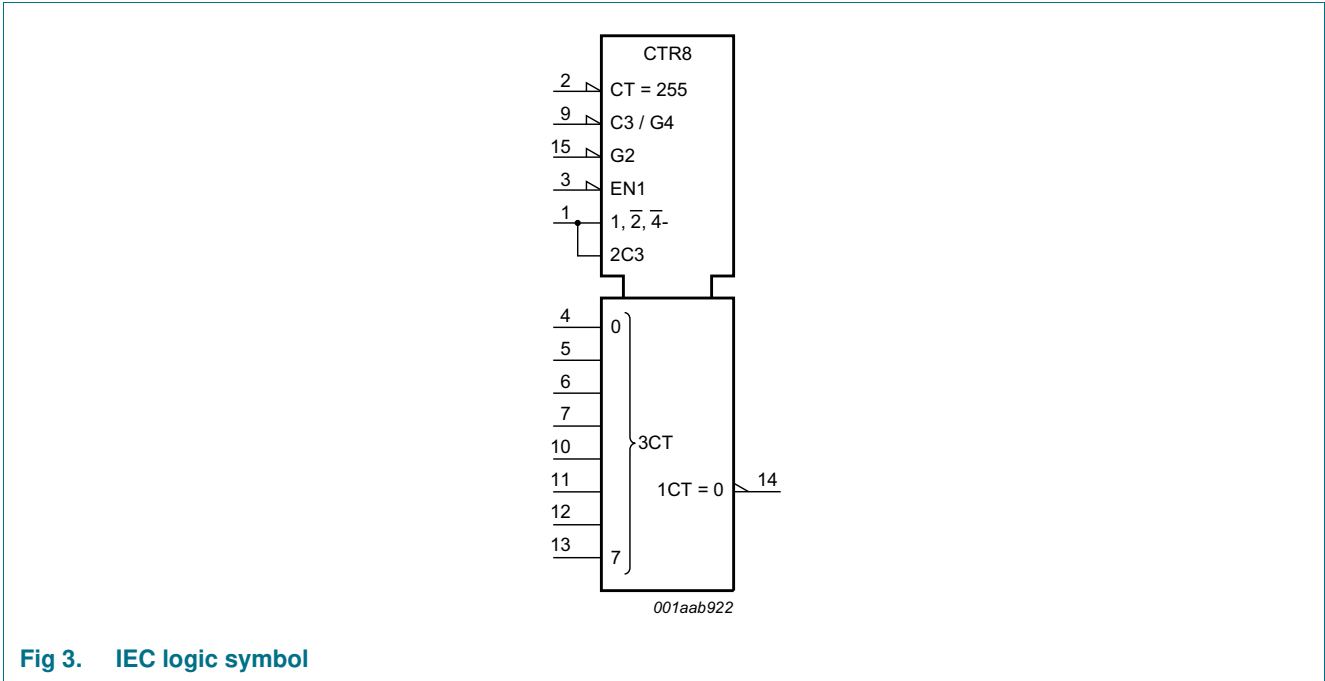 CTR8
2 CT = 255
9 C3 / G4
15 G2
3 EN1
1 1, 2̅, 4̅-
2C3
4 0
5
6
7
10 3CT
11 1CT = 0 14
12
13 7
001aab922
Fig 3. IEC logic symbol